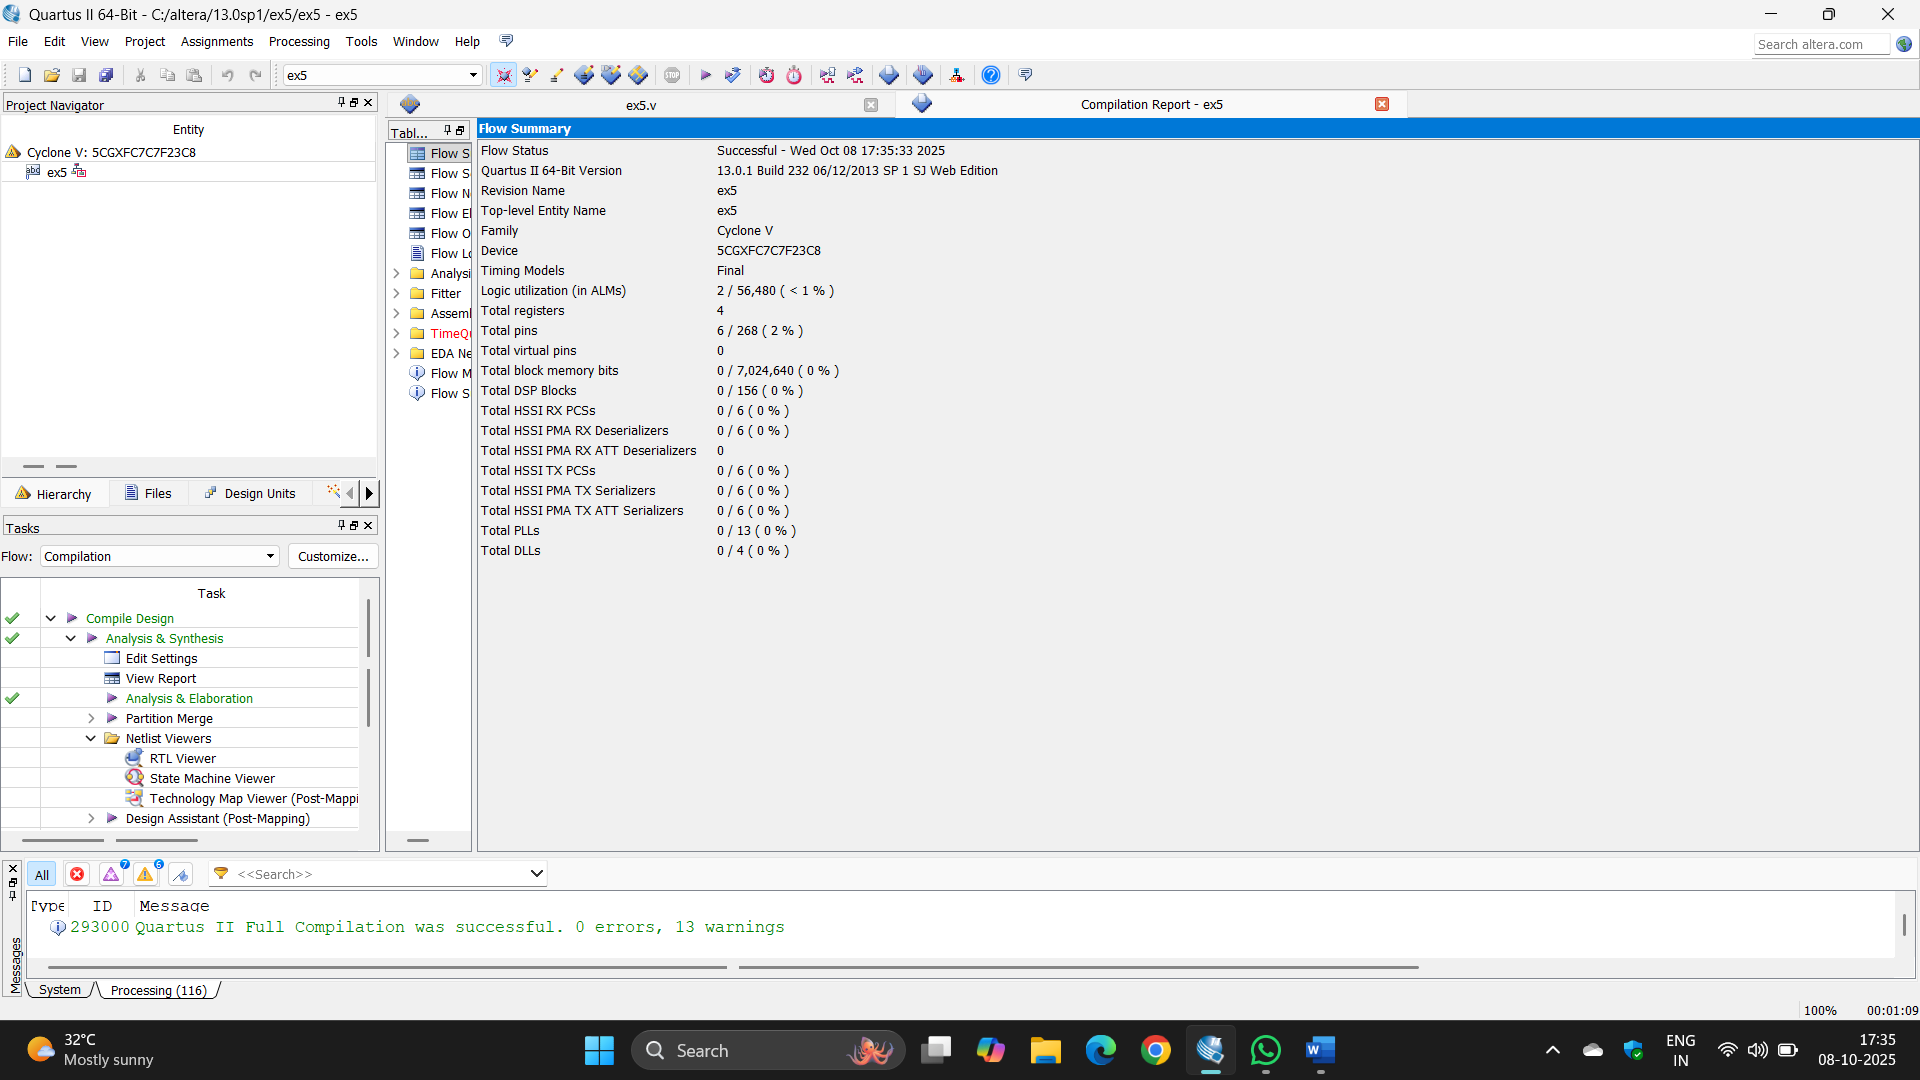 Quartus II 64-Bit - C:/altera/13.0sp1/ex5/ex5 - ex5
File Edit View Project Assignments Processing Tools Window Help
Search altera.com
ex5
STOP
Project Navigator
Entity
Cyclone V: 5CGXFC7C7F23C8
abd ex5
Hierarchy Files Design Units
Tasks
Flow: Compilation Customize...
Task
Compile Design
Analysis & Synthesis
Edit Settings
View Report
Analysis & Elaboration
Partition Merge
Netlist Viewers
RTL Viewer
State Machine Viewer
Technology Map Viewer (Post-Mappi
Design Assistant (Post-Mapping)
ex5.v
Compilation Report - ex5
Tabl...
Flow S
Flow S
Flow N
Flow El
Flow O
Flow Lo
Analysi
Fitter
Assem
TimeQ
EDA Ne
Flow M
Flow S
Flow Summary
Flow Status Successful - Wed Oct 08 17:35:33 2025
Quartus II 64-Bit Version 13.0.1 Build 232 06/12/2013 SP 1 SJ Web Edition
Revision Name ex5
Top-level Entity Name ex5
Family Cyclone V
Device 5CGXFC7C7F23C8
Timing Models Final
Logic utilization (in ALMs) 2 / 56,480 ( < 1 % )
Total registers 4
Total pins 6 / 268 ( 2 % )
Total virtual pins 0
Total block memory bits 0 / 7,024,640 ( 0 % )
Total DSP Blocks 0 / 156 ( 0 % )
Total HSSI RX PCSs 0 / 6 ( 0 % )
Total HSSI PMA RX Deserializers 0 / 6 ( 0 % )
Total HSSI PMA RX ATT Deserializers 0
Total HSSI TX PCSs 0 / 6 ( 0 % )
Total HSSI PMA TX Serializers 0 / 6 ( 0 % )
Total HSSI PMA TX ATT Serializers 0 / 6 ( 0 % )
Total PLLs 0 / 13 ( 0 % )
Total DLLs 0 / 4 ( 0 % )
All 7 6 <<Search>>
Type ID Message
293000 Quartus II Full Compilation was successful. 0 errors, 13 warnings
Messages
System Processing (116)
100% 00:01:09
32°C
Mostly sunny
Search
ENG
IN
17:35
08-10-2025